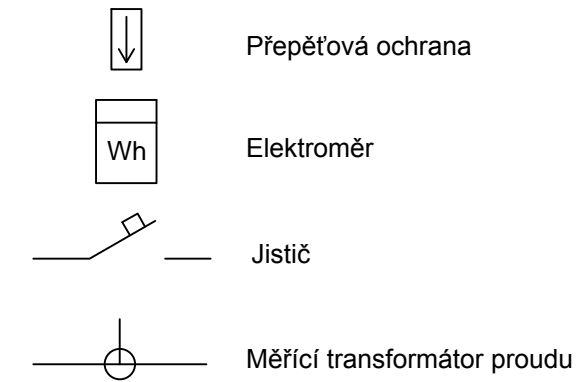 Přepěťová ochrana
Wh
Elektroměr
Jistič
Měřící transformátor proudu